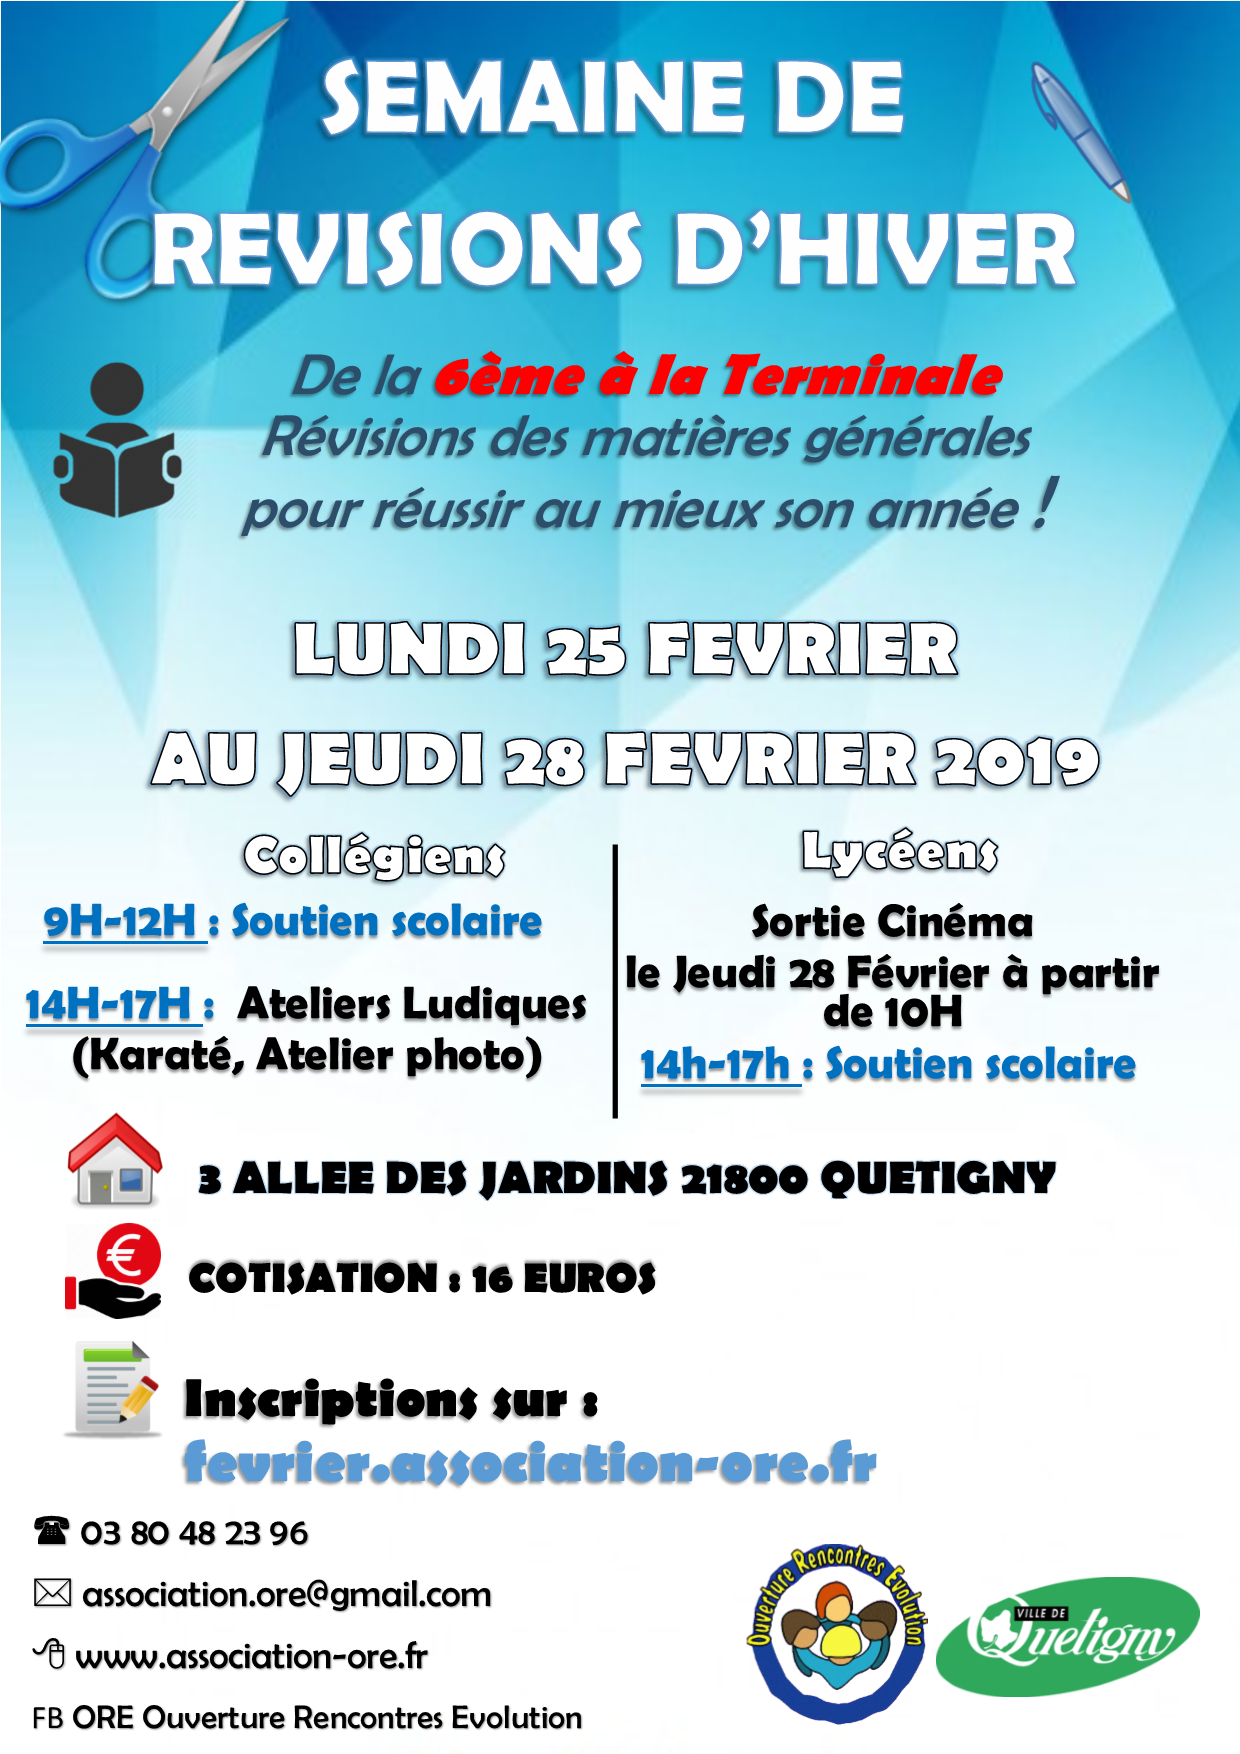 SEMAINE DE
REVISIONS D'HIVER
De la 6ème à la Terminale
Révisions des matières générales
pour réussir au mieux son année !
LUNDI 25 FEVRIER
AU JEUDI 28 FEVRIER 2019
Collégiens
9H-12H : Soutien scolaire
14H-17H : Ateliers Ludiques
(Karaté, Atelier photo)
Lycéens
Sortie Cinéma
le Jeudi 28 Février à partir
de 10H
14h-17h : Soutien scolaire
3 ALLEE DES JARDINS 21800 QUETIGNY
€
COTISATION : 16 EUROS
Inscriptions sur :
fevrier.association-ore.fr
03 80 48 23 96
association.ore@gmail.com
www.association-ore.fr
FB ORE Ouverture Rencontres Evolution
Ouverture Rencontres Evolution
VILLE DE
Quetigny